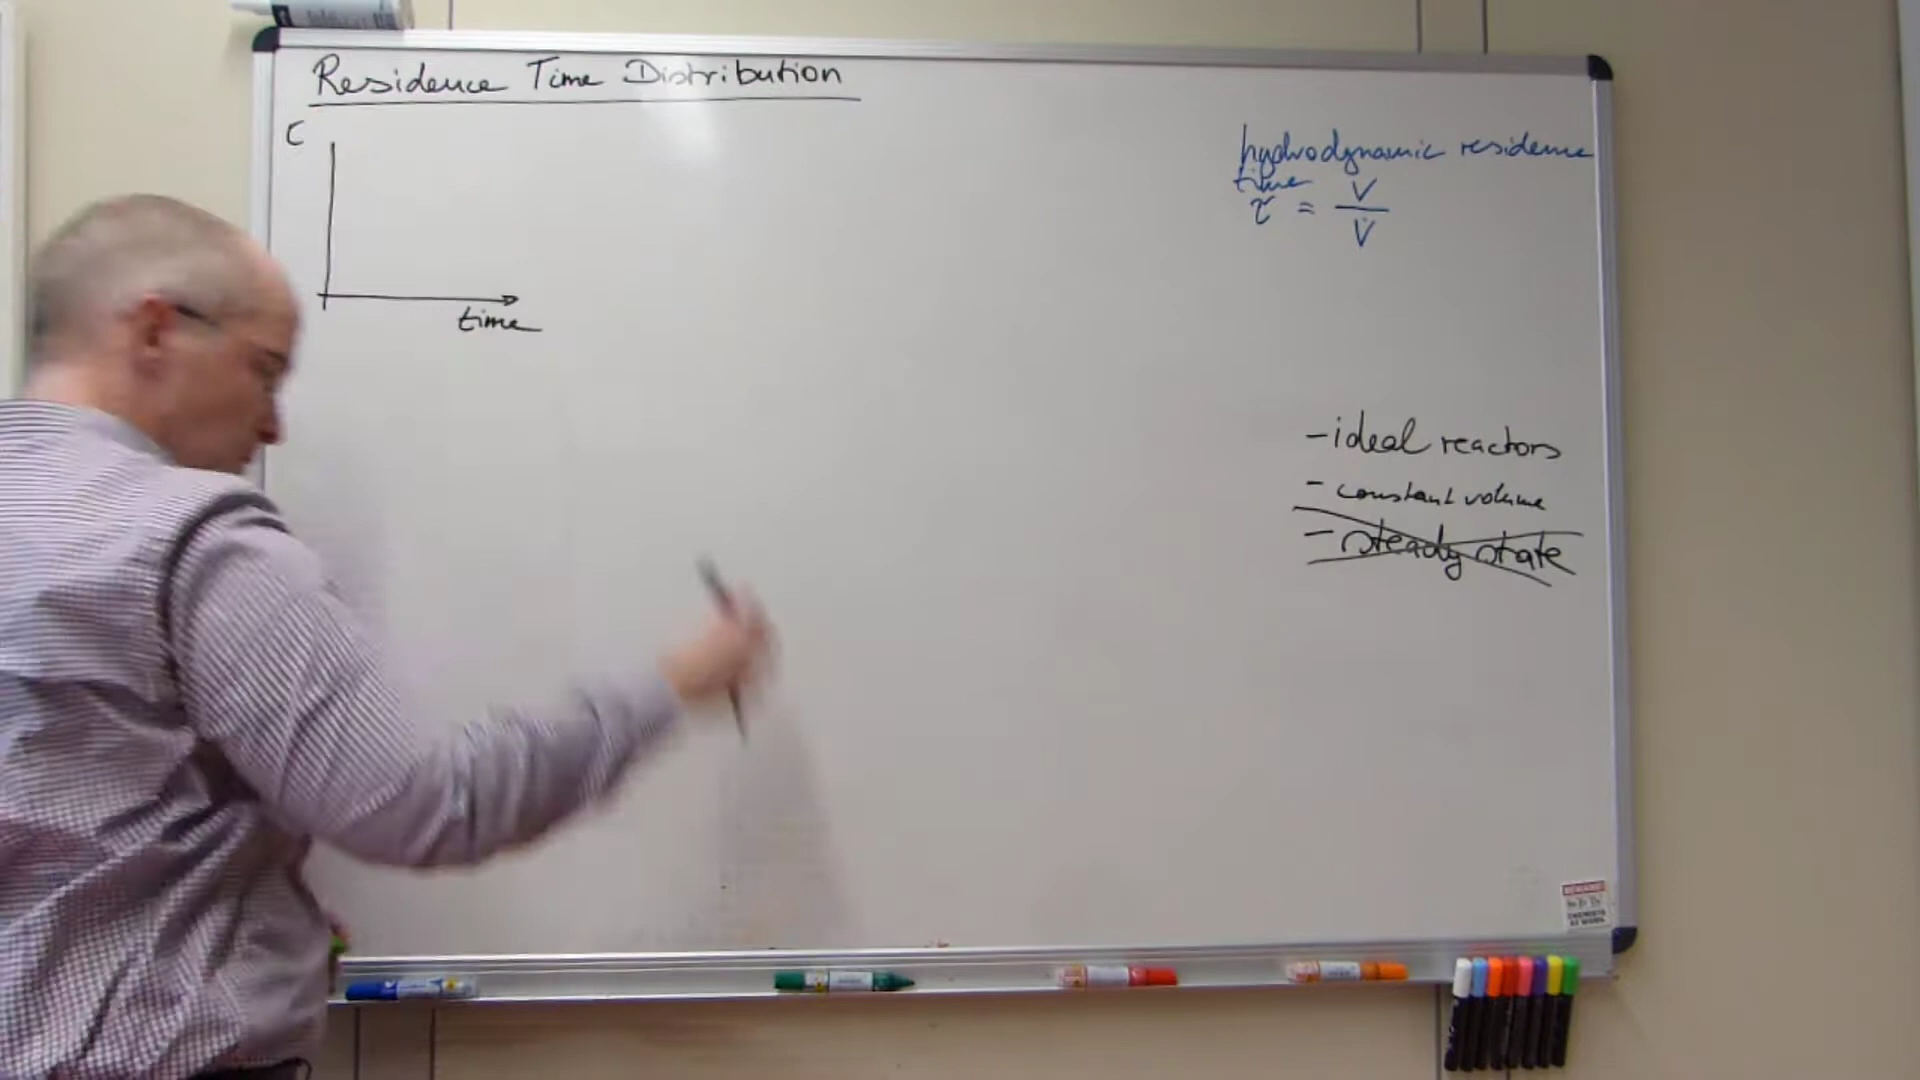 Residence Time Distribution
C
time
hydrodynamic residence
time
τ = V / V̇
- ideal reactors
- constant volume
- steady state